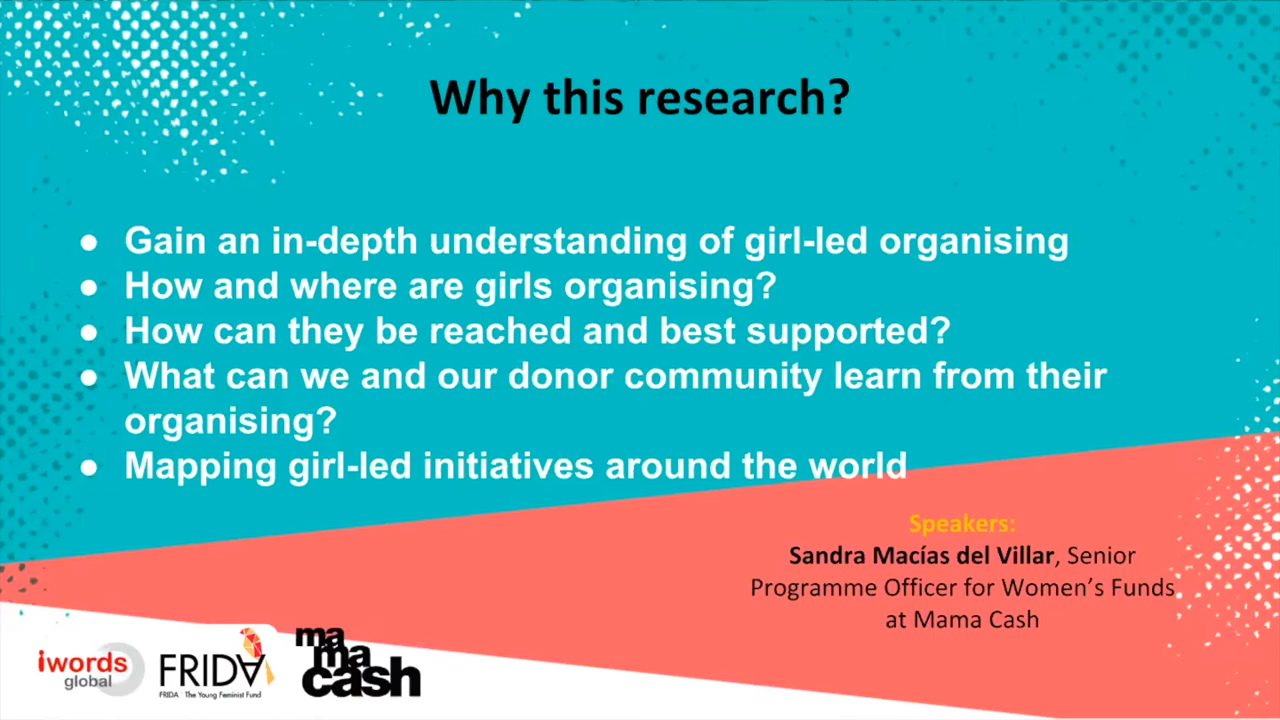 Why this research?
● Gain an in-depth understanding of girl-led organising
● How and where are girls organising?
● How can they be reached and best supported?
● What can we and our donor community learn from their
organising?
● Mapping girl-led initiatives around the world
Speakers:
Sandra Macías del Villar, Senior
Programme Officer for Women’s Funds
at Mama Cash
iwords
global
FRIDA
FRIDA The Young Feminist Fund
ma
ma
cash